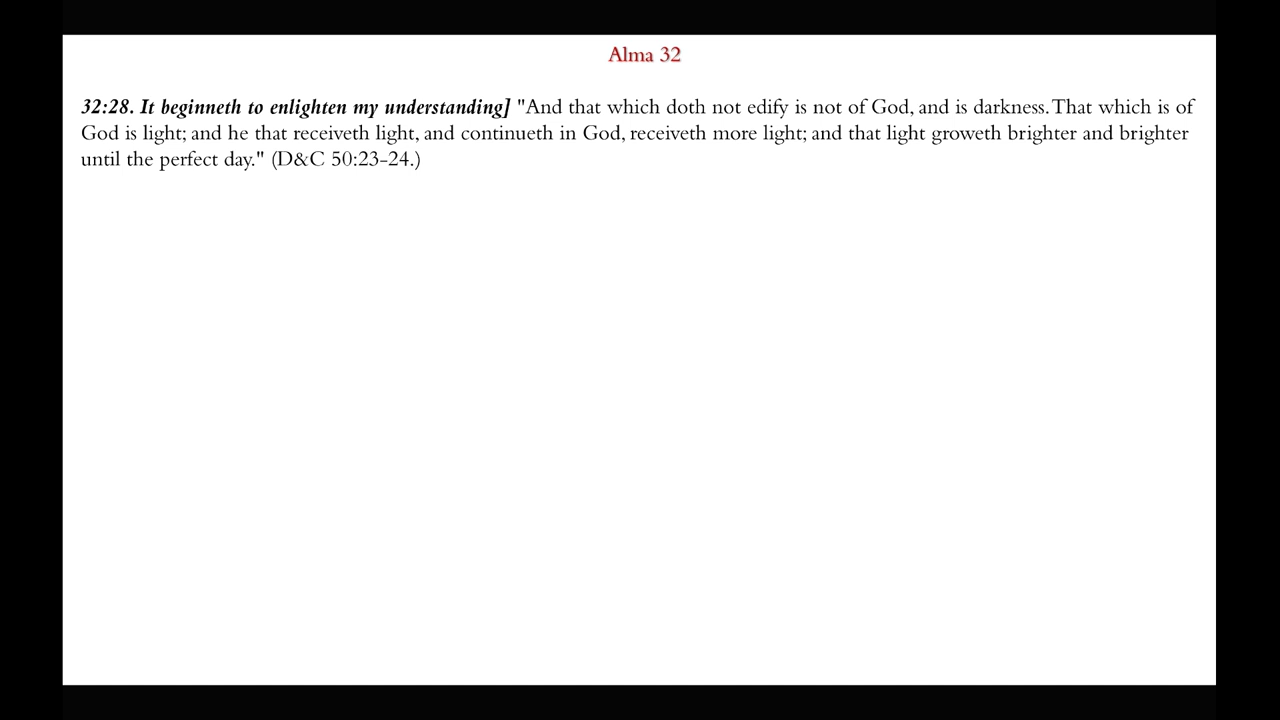 Alma 32
32:28. It beginneth to enlighten my understanding] "And that which doth not edify is not of God, and is darkness. That which is of
God is light; and he that receiveth light, and continueth in God, receiveth more light; and that light groweth brighter and brighter
until the perfect day." (D&C 50:23-24.)